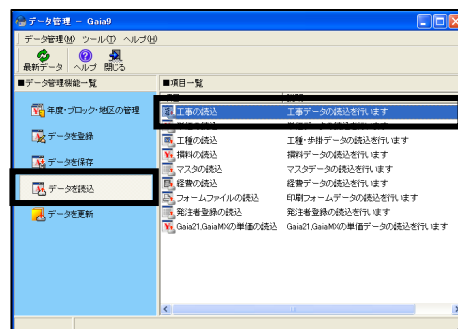 データ管理 － Gaia9
データ管理(M) ツール(T) ヘルプ(H)
最新データ ヘルプ 閉じる
■データ管理機能一覧
■項目一覧
年度・ブロック・地区の管理
データを登録
データを保存
データを読込
データを更新
工事の読込 工事データの読込を行います
工種の読込 工種・歩掛データの読込を行います
損料の読込 損料データの読込を行います
マスタの読込 マスタデータの読込を行います
経費の読込 経費データの読込を行います
フォームファイルの読込 印刷フォームデータの読込を行います
発注者登録の読込 発注者登録の読込を行います
Gaia21,GaiaMXの単価の読込 Gaia21,GaiaMXの単価データの読込を行います